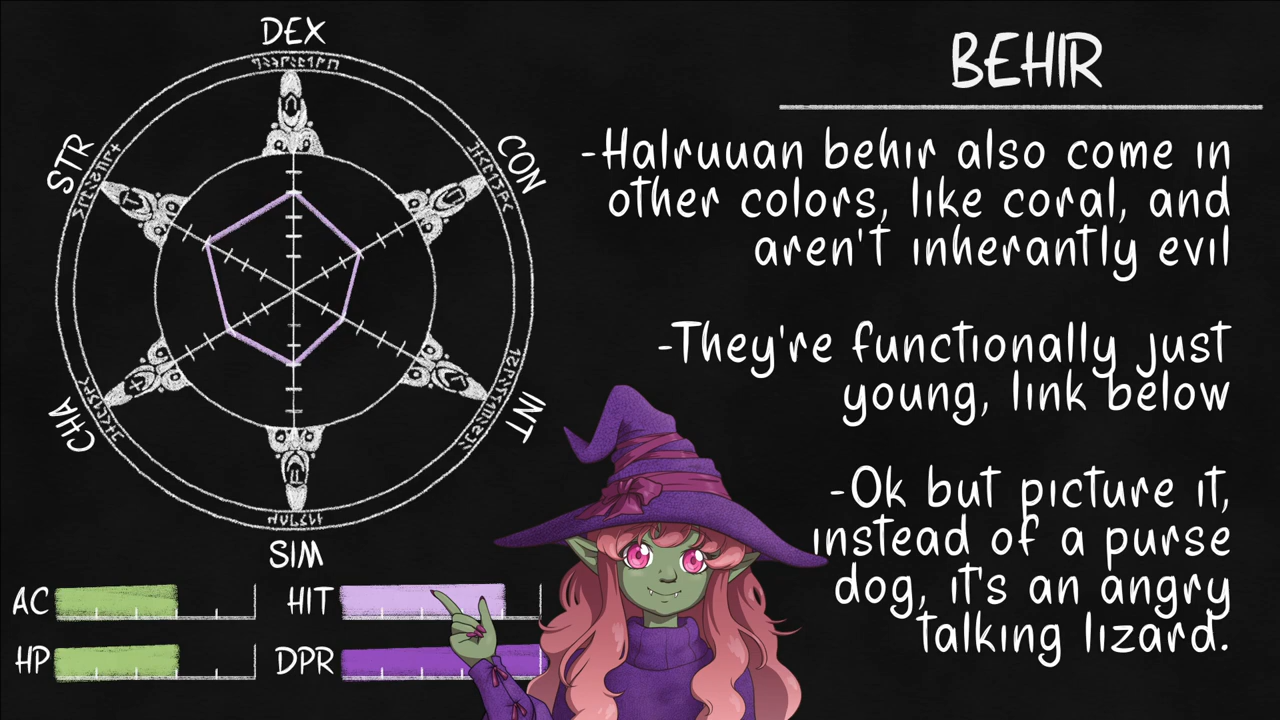 DEX
STR
CON
CHA
INT
SIM
AC
HIT
HP
DPR
BEHIR
-Halruuan behir also come in
other colors, like coral, and
aren't inherantly evil
-They're functionally just
young, link below
-Ok but picture it,
instead of a purse
dog, it's an angry
talking lizard.